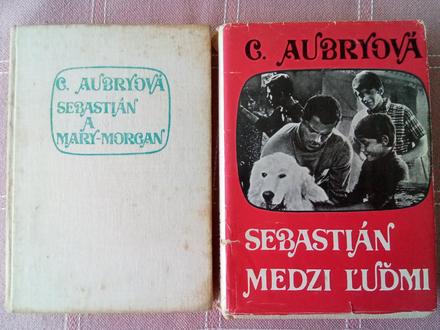 C. AUBRYOVÁ
SEBASTIÁN
A
MARY-MORGAN
C. AUBRYOVÁ
SEBASTIÁN
MEDZI ĽUĎMI